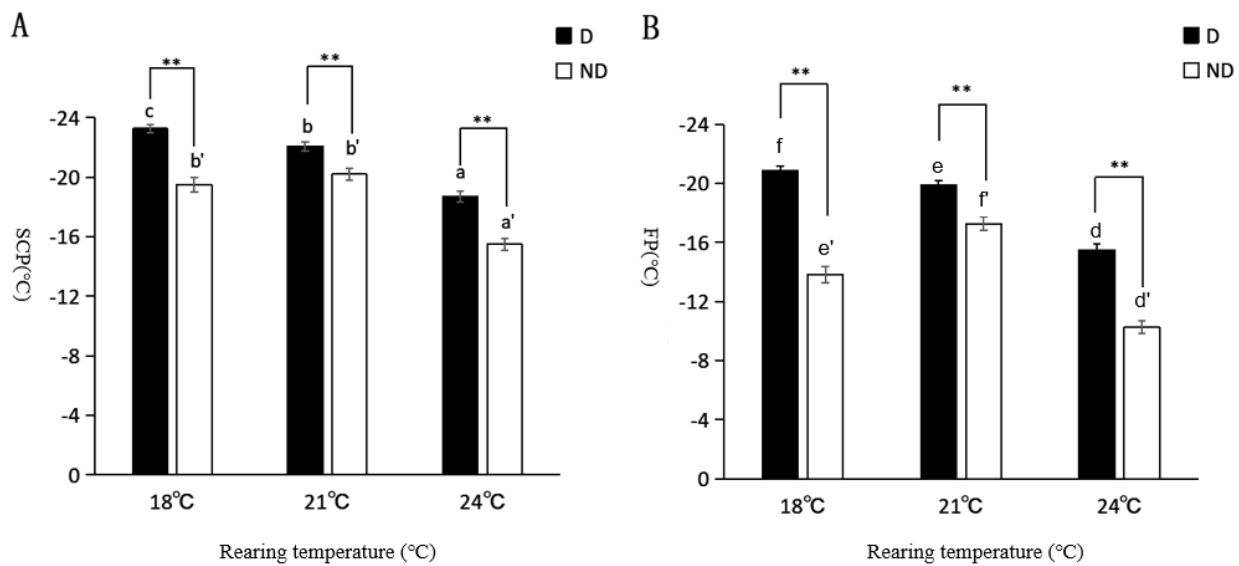 A
D
ND
**
**
**
c
b'
b
b'
a
a'
-24
-20
-16
-12
-8
-4
0
SCP(°C)
18℃
21℃
24℃
Rearing temperature (°C)
B
D
ND
**
**
**
f
e'
e
f'
d
d'
-24
-20
-16
-12
-8
-4
0
FP(°C)
18℃
21℃
24℃
Rearing temperature (°C)